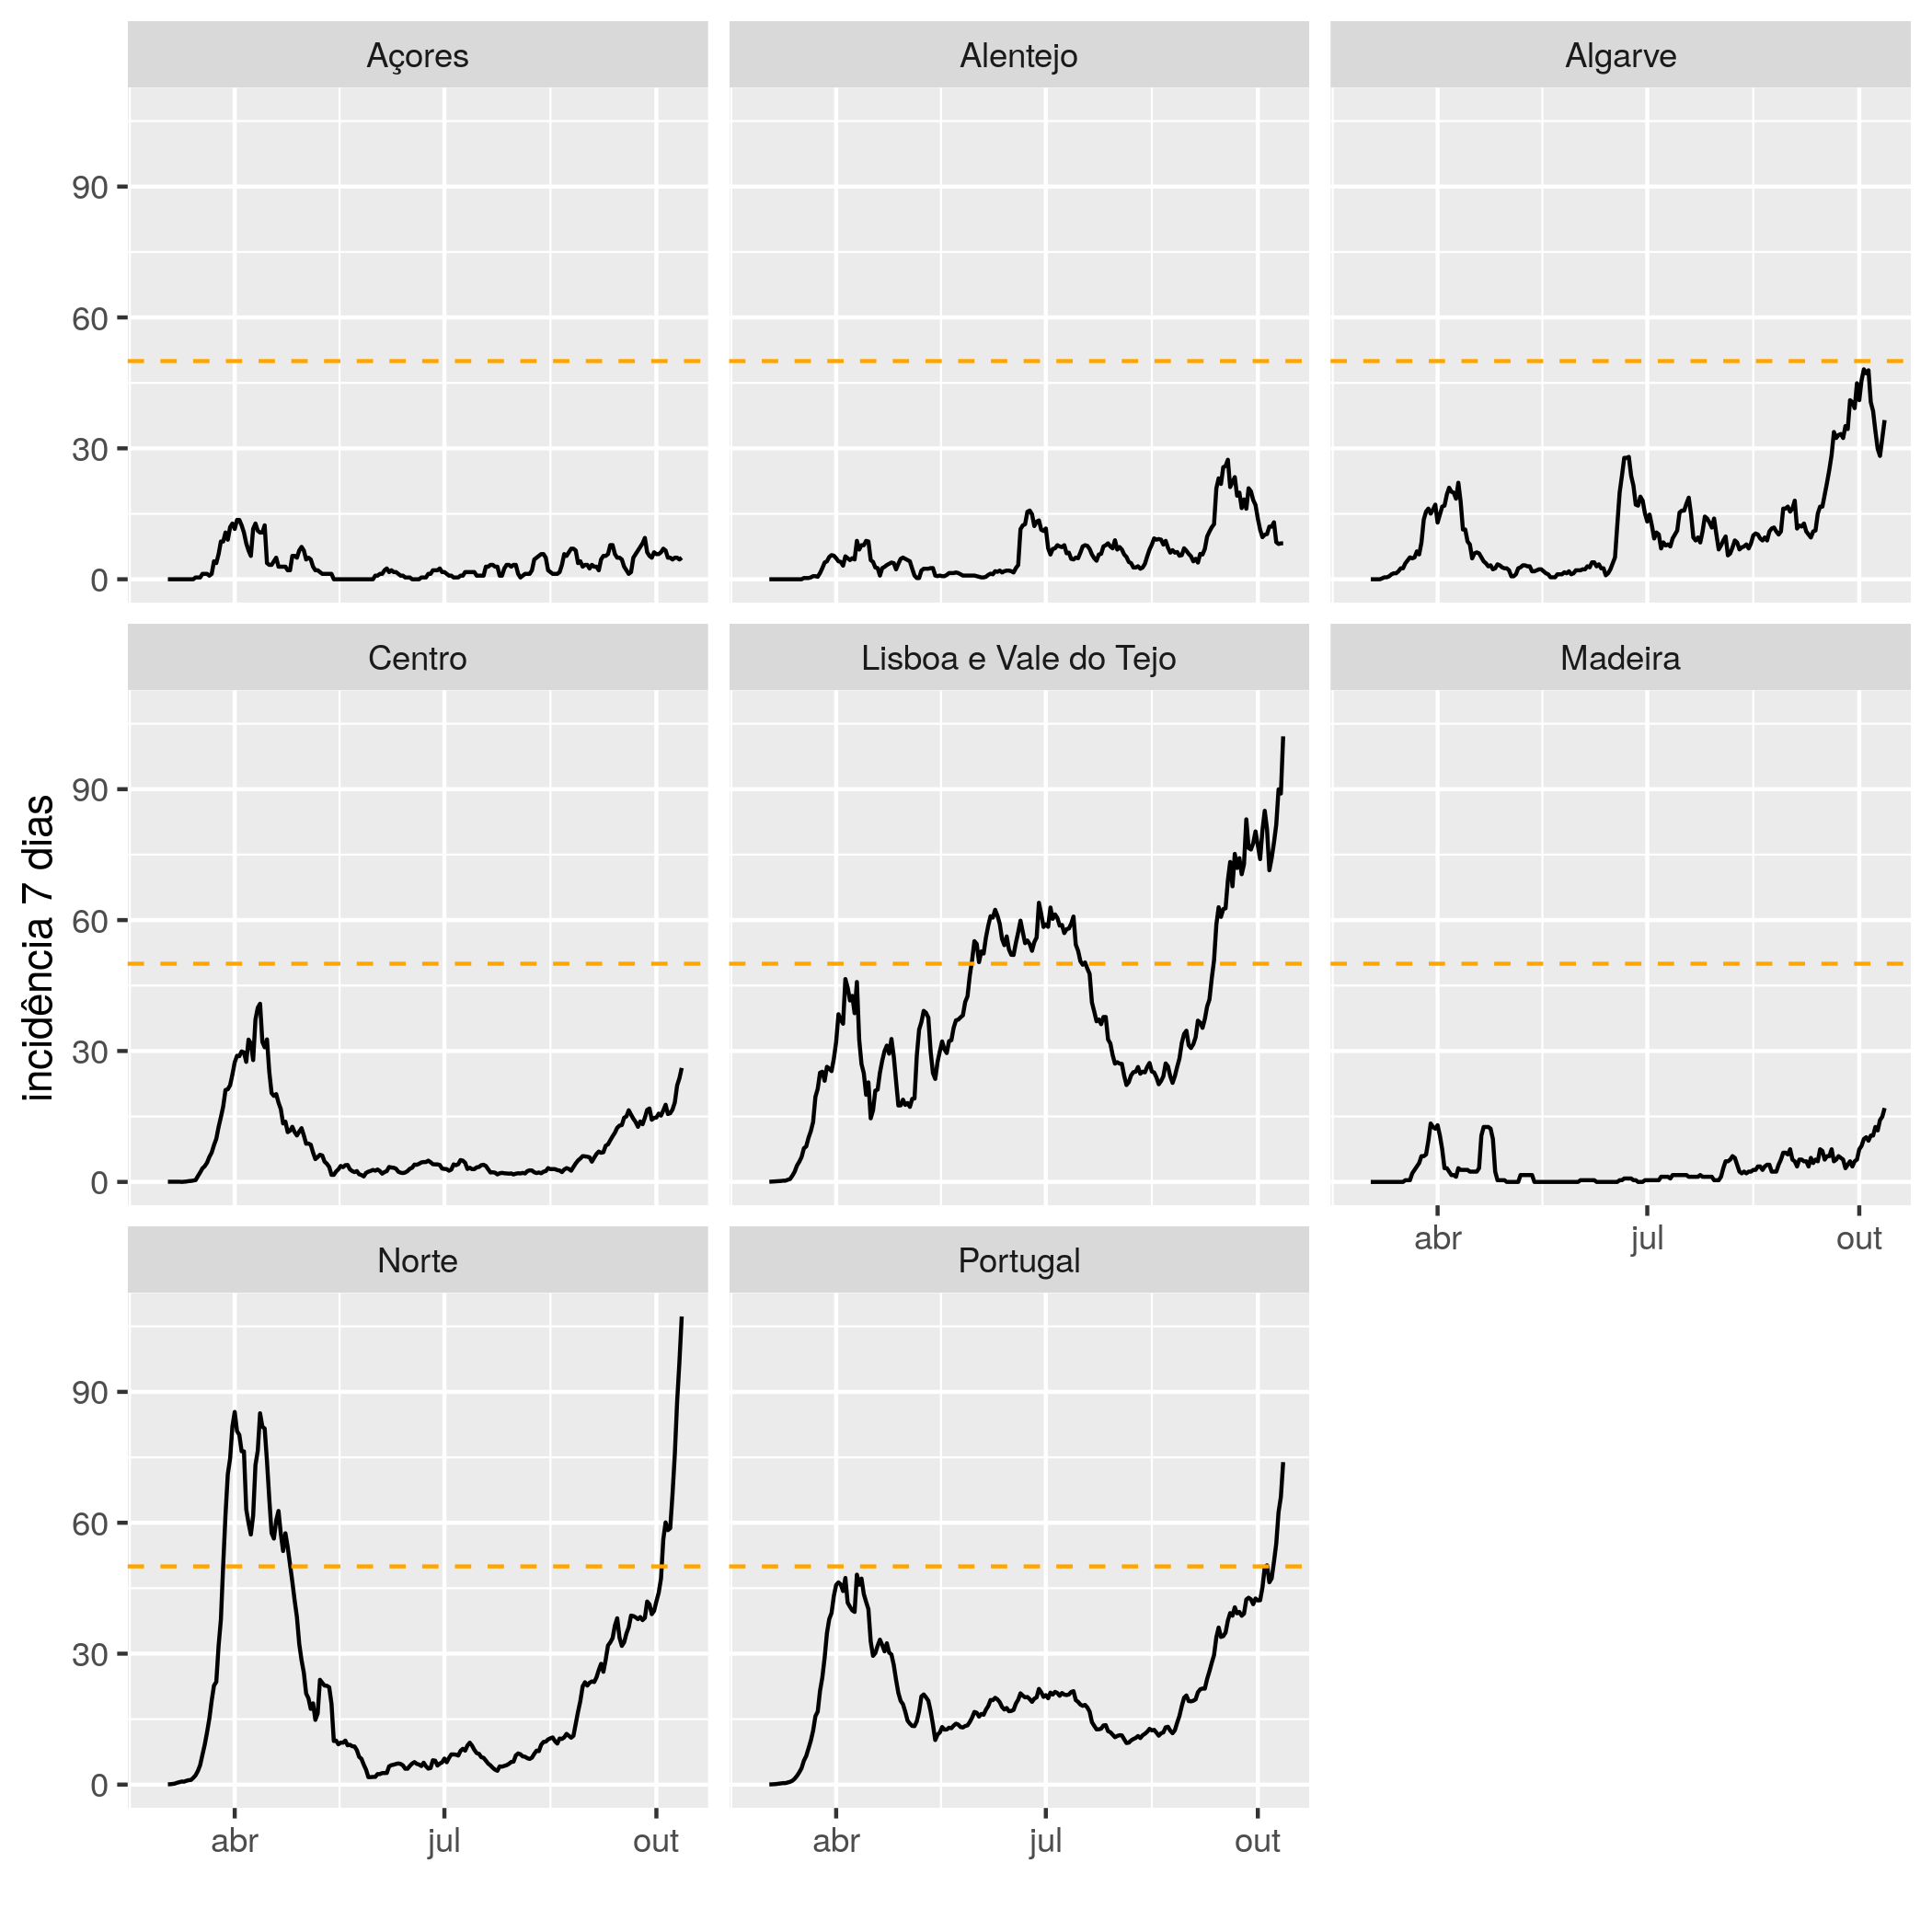 Açores
Alentejo
Algarve
90
60
30
0
Centro
Lisboa e Vale do Tejo
Madeira
incidência 7 dias
90
60
30
0
abr
jul
out
Norte
Portugal
90
60
30
0
abr
jul
out
abr
jul
out